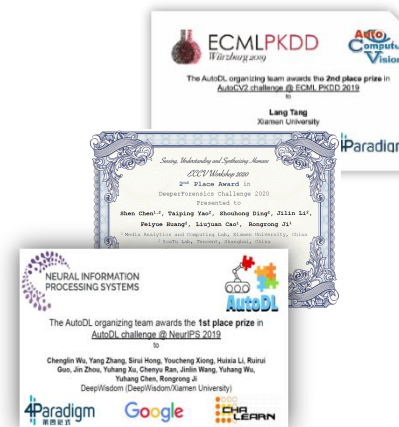 ECMLPKDD
Würzburg 2019
Auto
Computer
Vision
The AutoDL organizing team awards the 2nd place prize in
AutoCV2 challenge @ ECML PKDD 2019
to
Lang Tang
Xiamen University
Paradigm
Sensing, Understanding and Synthesizing Humans
ECCV Workshop 2020
2nd Place Award in
DeeperForensics Challenge 2020
Presented to
Shen Chen1,2, Taiping Yao2, Shouhong Ding2, Jilin Li2,
Feiyue Huang2, Liujuan Cao1, Rongrong Ji1
1 Media Analytics and Computing Lab, Xiamen University, China
2 YouTu Lab, Tencent, Shanghai, China
NEURAL INFORMATION
PROCESSING SYSTEMS
AutoDL
The AutoDL organizing team awards the 1st place prize in
AutoDL challenge @ NeurIPS 2019
to
Chenglin Wu, Yang Zhang, Sirui Hong, Youcheng Xiong, Huixia Li, Ruirui
Guo, Jin Zhou, Yuhang Xu, Chenyu Ran, Jinlin Wang, Yuhang Wu,
Yuhang Chen, Rongrong Ji
DeepWisdom (DeepWisdom/Xiamen University)
4Paradigm
第四范式
Google
CHA
LEARN